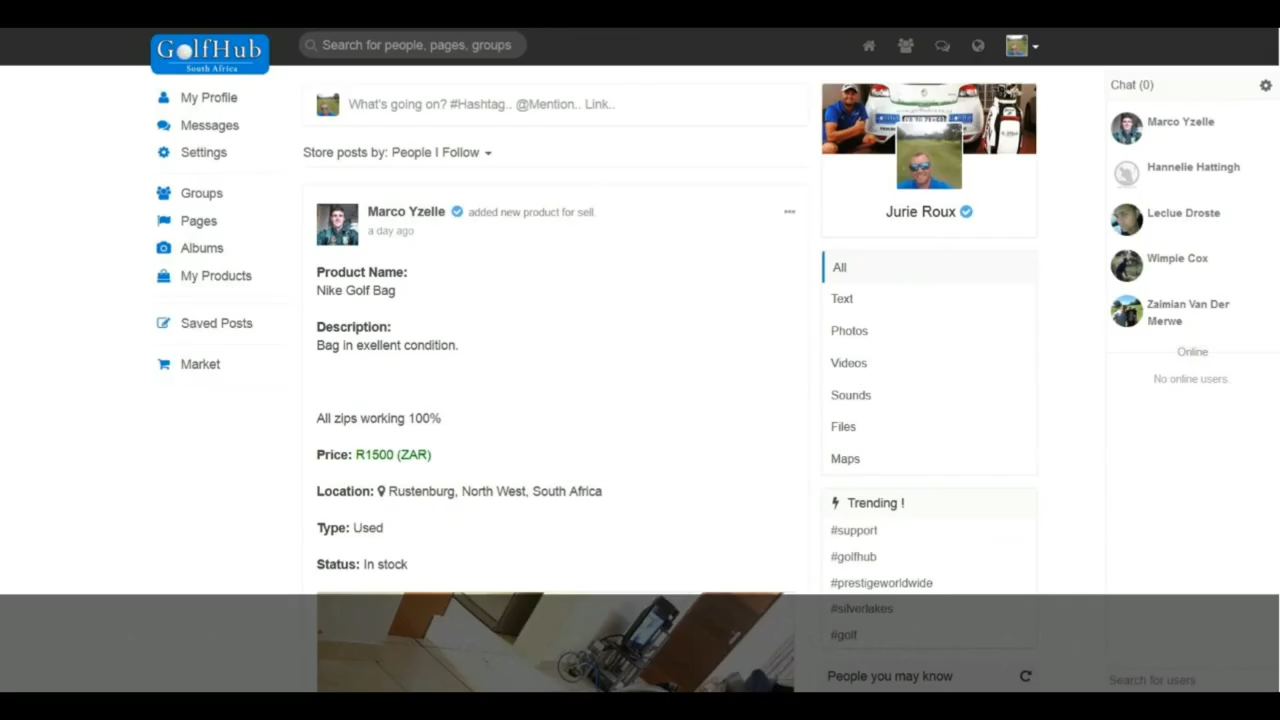 GolfHub
South Africa
Search for people, pages, groups
My Profile
Messages
Settings
Groups
Pages
Albums
My Products
Saved Posts
Market
What's going on? #Hashtag.. @Mention.. Link..
Store posts by: People I Follow
Marco Yzelle added new product for sell.
a day ago
Product Name:
Nike Golf Bag
Description:
Bag in exellent condition.
All zips working 100%
Price: R1500 (ZAR)
Location: Rustenburg, North West, South Africa
Type: Used
Status: In stock
Jurie Roux
All
Text
Photos
Videos
Sounds
Files
Maps
Trending !
#support
#golfhub
#prestigeworldwide
#silverlakes
#golf
People you may know
Chat (0)
Marco Yzelle
Hannelie Hattingh
Leclue Droste
Wimpie Cox
Zaimian Van Der
Merwe
Online
No online users.
Search for users